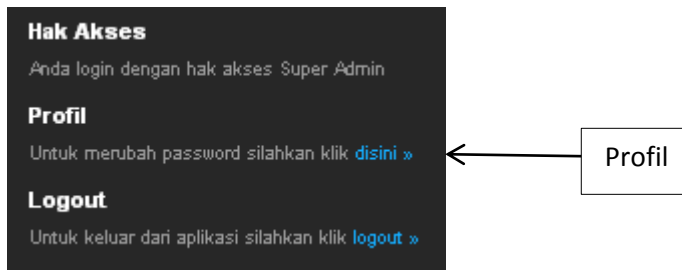 Hak Akses
Anda login dengan hak akses Super Admin
Profil
Untuk merubah password silahkan klik disini »
Profil
Logout
Untuk keluar dari aplikasi silahkan klik logout »